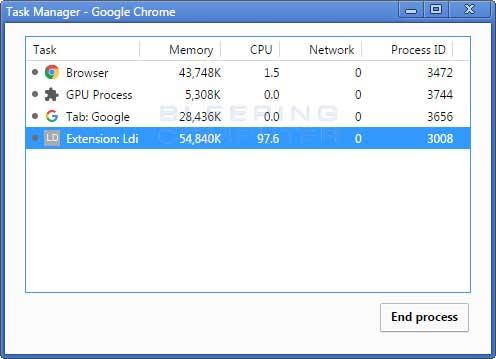 Task Manager - Google Chrome
Task Memory CPU Network Process ID
Browser 43,748K 1.5 0 3472
GPU Process 5,308K 0.0 0 3744
BLEEPING
COMPUTER
Tab: Google 28,436K 0.0 0 3656
LD Extension: Ldi 54,840K 97.6 0 3008
End process